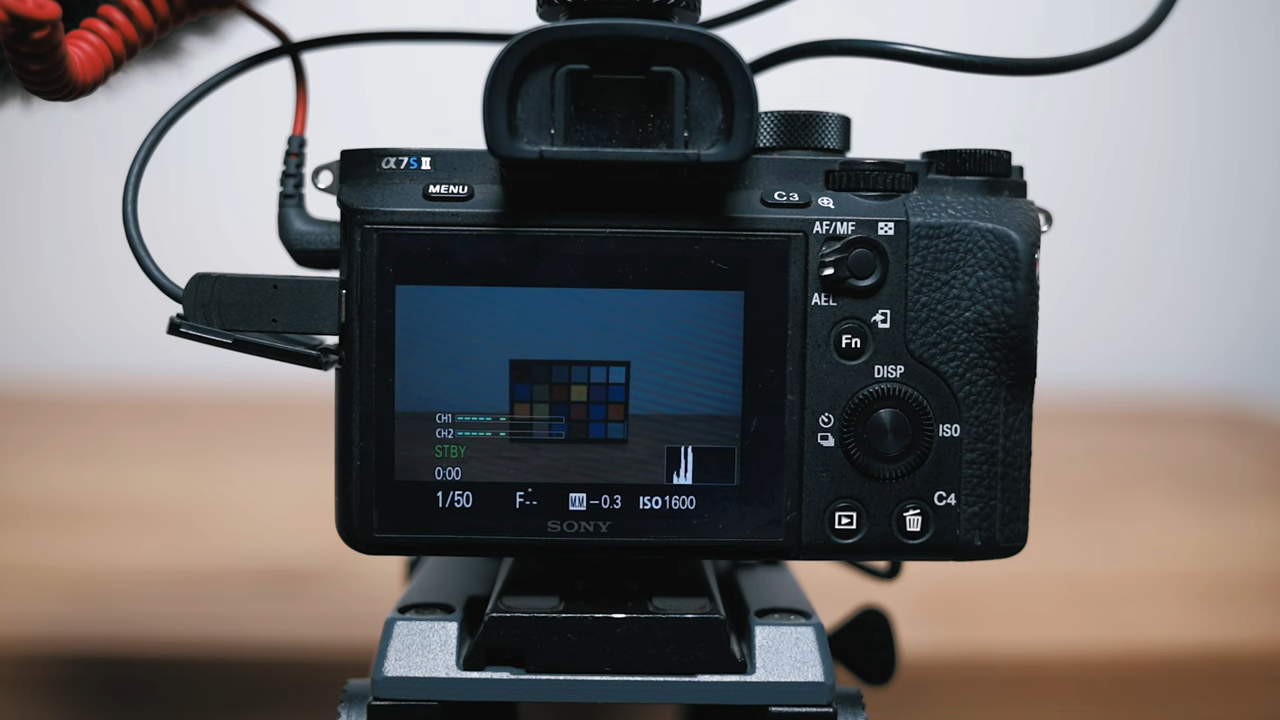 α7SII
MENU
C3
AF/MF
AEL
Fn
DISP
ISO
C4
CH1
CH2
STBY
0:00
1/50 F-- M.M. −0.3 ISO1600
SONY